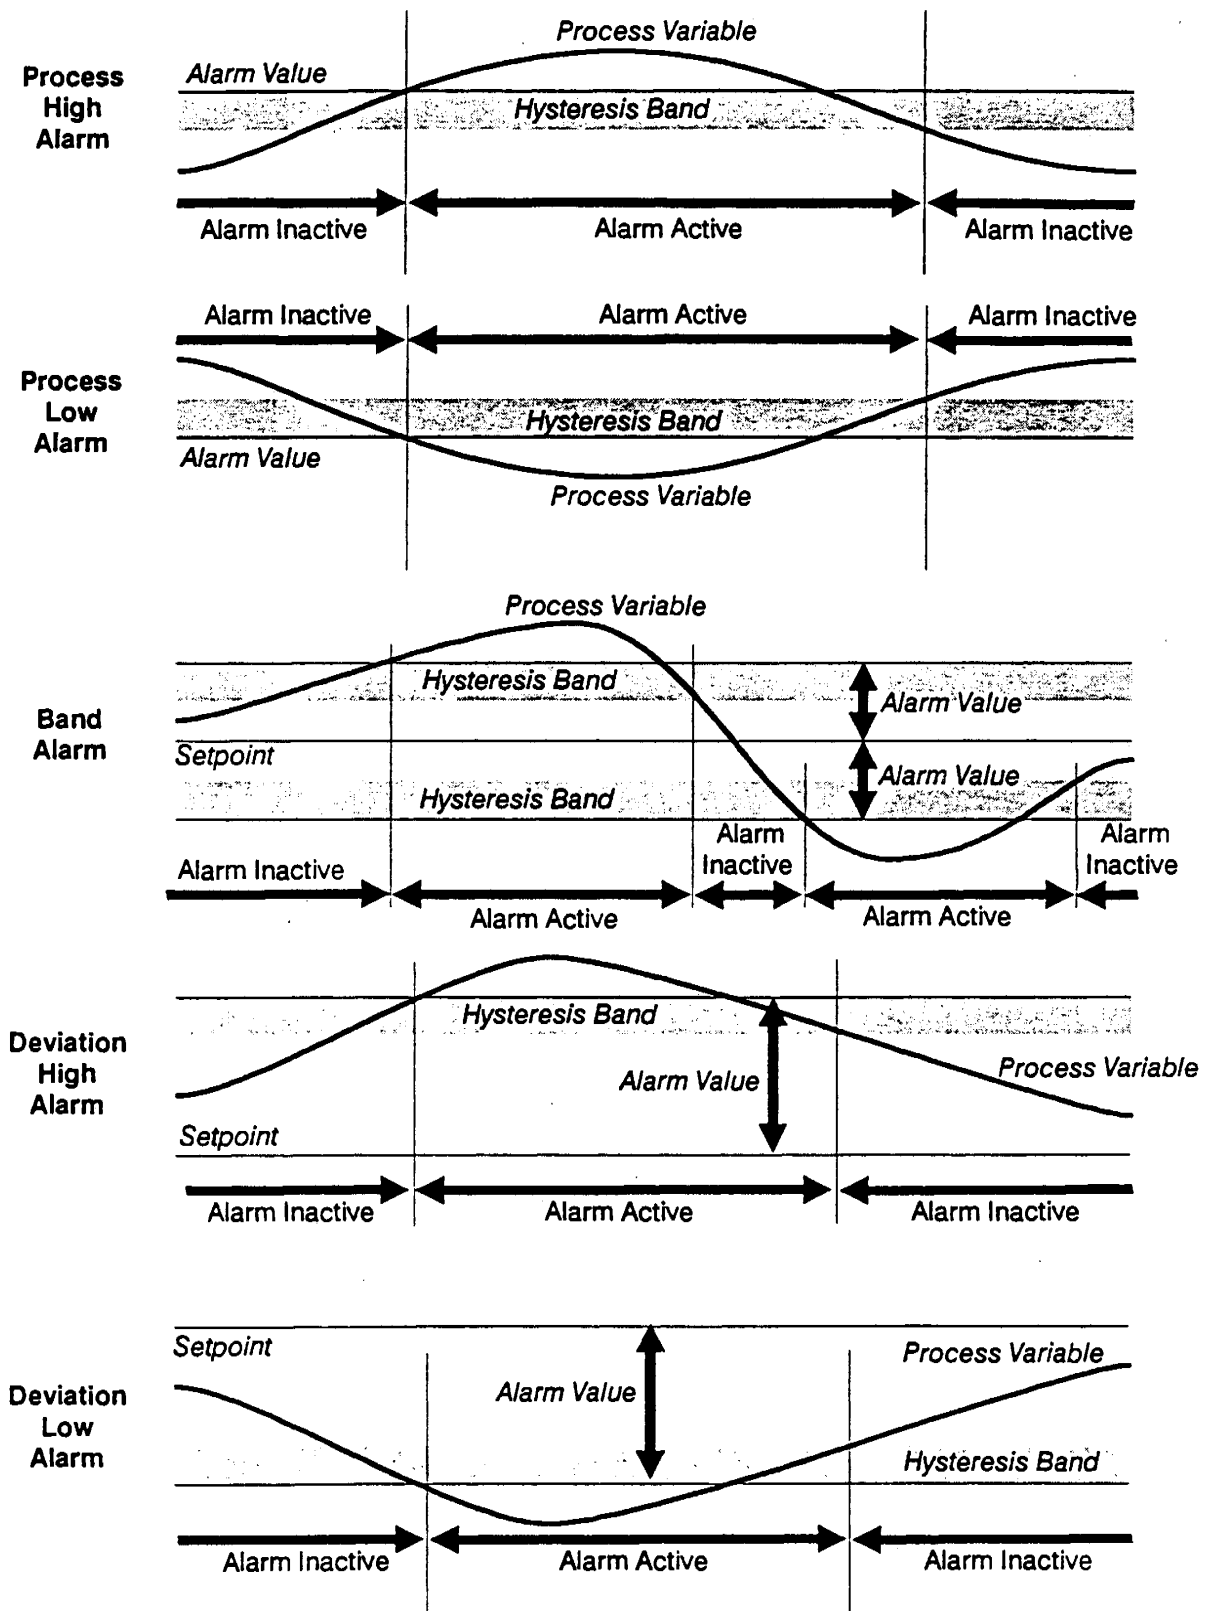 Process Variable
Process
High
Alarm
Alarm Value
Hysteresis Band
Alarm Inactive
Alarm Active
Alarm Inactive
Alarm Inactive
Alarm Active
Alarm Inactive
Process
Low
Alarm
Hysteresis Band
Alarm Value
Process Variable
Process Variable
Hysteresis Band
Alarm Value
Band
Alarm
Setpoint
Alarm Value
Hysteresis Band
Alarm
Inactive
Alarm
Inactive
Alarm Inactive
Alarm Active
Alarm Active
Hysteresis Band
Deviation
High
Alarm
Alarm Value
Process Variable
Setpoint
Alarm Inactive
Alarm Active
Alarm Inactive
Setpoint
Process Variable
Deviation
Low
Alarm
Alarm Value
Hysteresis Band
Alarm Inactive
Alarm Active
Alarm Inactive